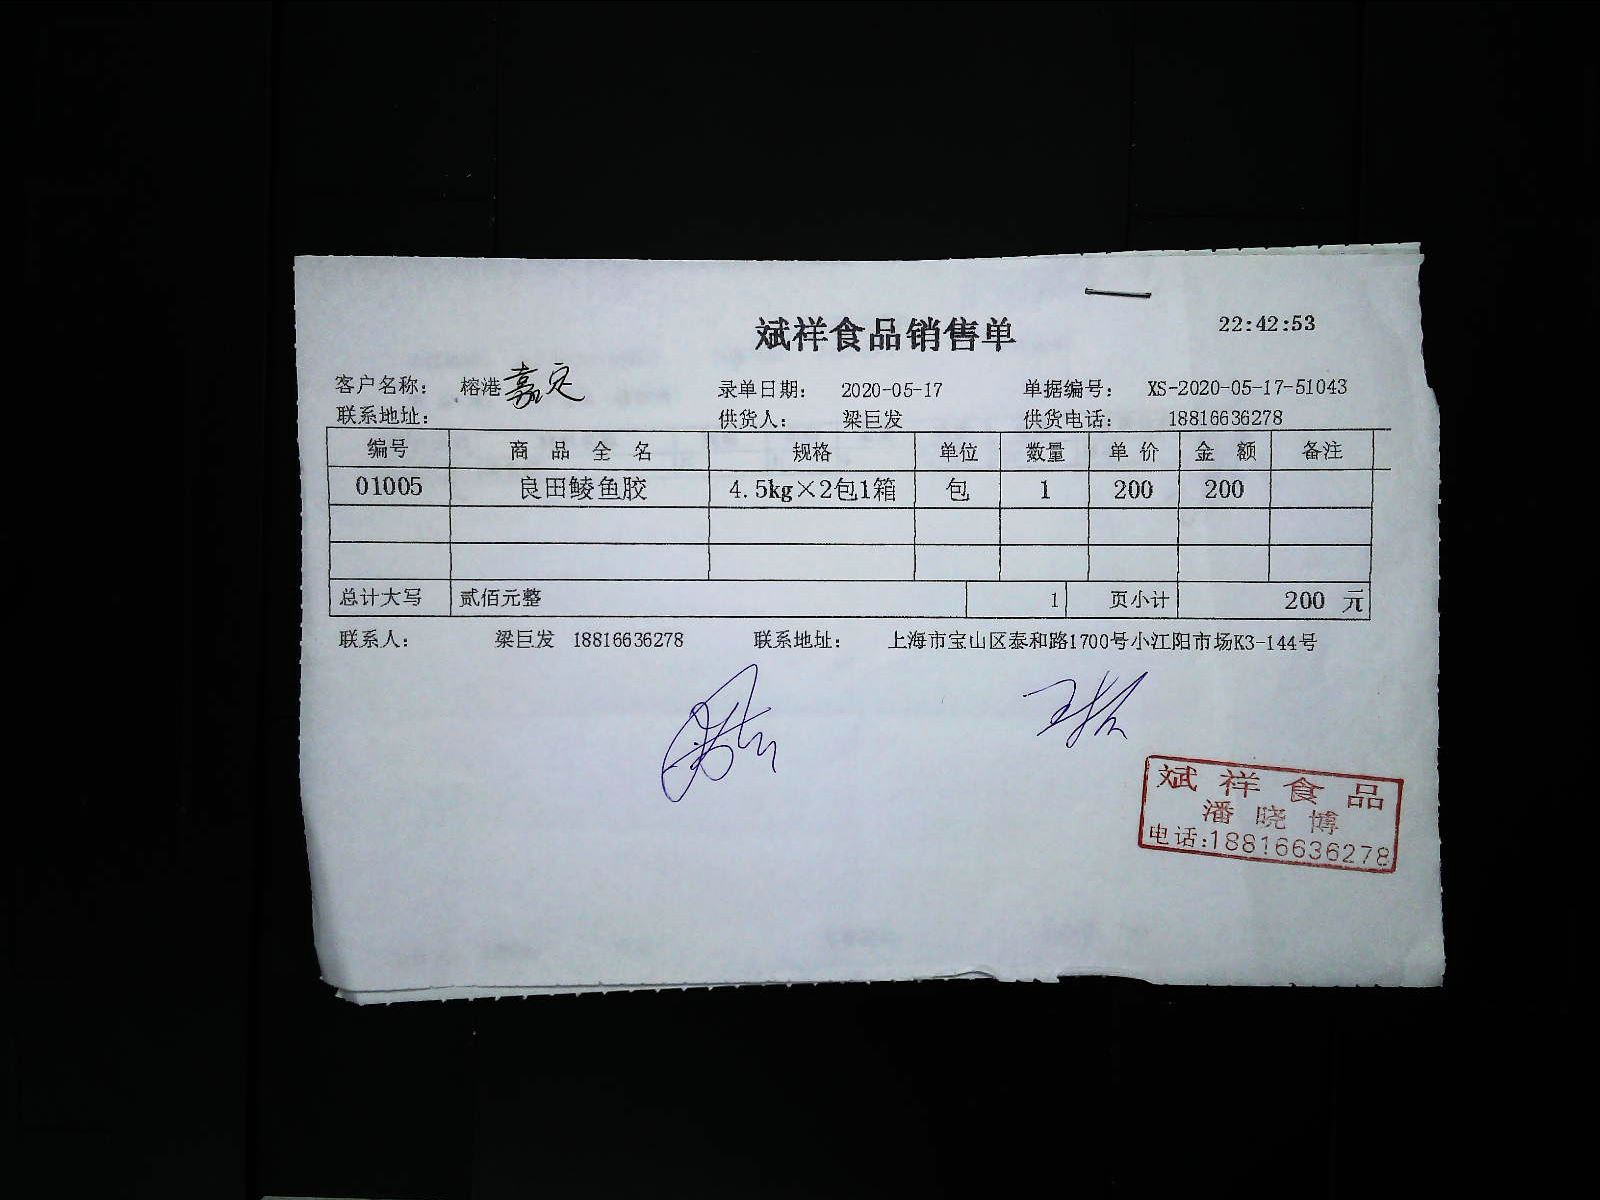 斌祥食品销售单 22:42:53
客户名称： 榕港嘉定 录单日期： 2020-05-17 单据编号： XS-2020-05-17-51043
联系地址： 供货人： 梁巨发 供货电话： 18816636278
编号 商品全名 规格 单位 数量 单价 金额 备注
01005 良田鲮鱼胶 4.5kg×2包1箱 包 1 200 200
总计大写 贰佰元整 1 页小计 200 元
联系人： 梁巨发 18816636278 联系地址： 上海市宝山区泰和路1700号小江阳市场K3-144号
斌祥食品
潘晓博
电话:18816636278